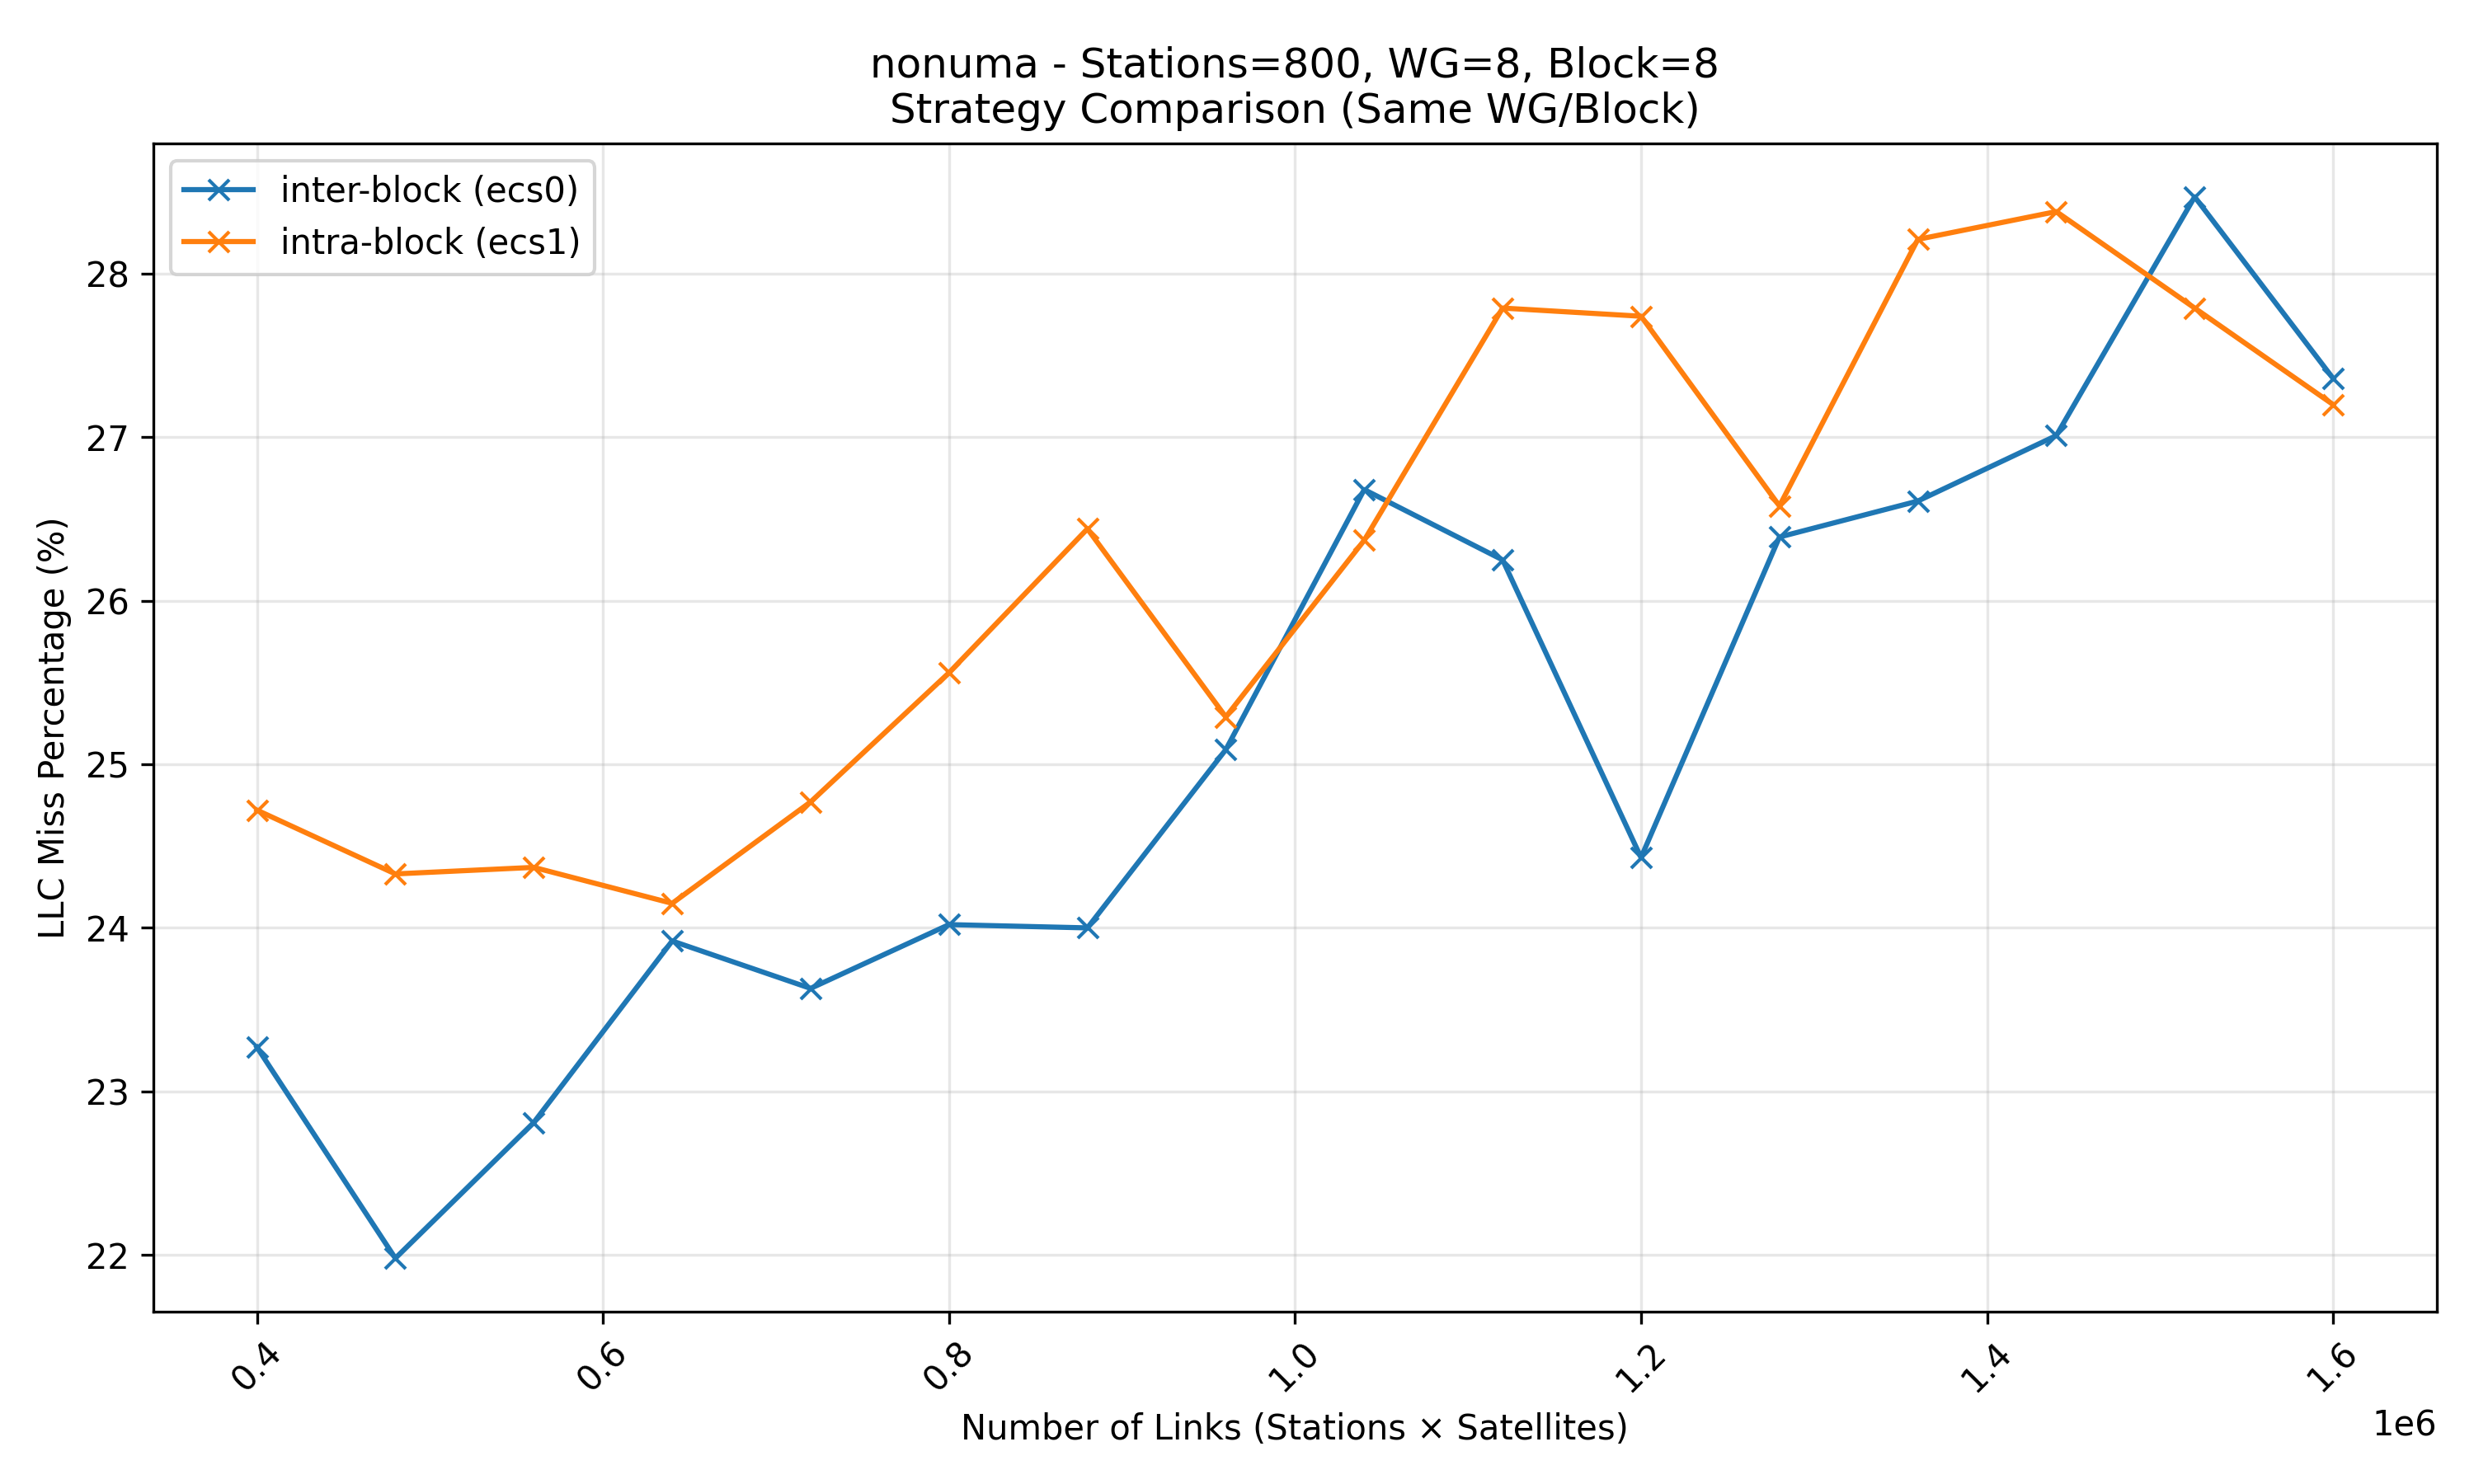 nonuma - Stations=800, WG=8, Block=8
Strategy Comparison (Same WG/Block)
inter-block (ecs0)
intra-block (ecs1)
LLC Miss Percentage (%)
28
27
26
25
24
23
22
0.4
0.6
0.8
1.0
1.2
1.4
1.6
1e6
Number of Links (Stations × Satellites)